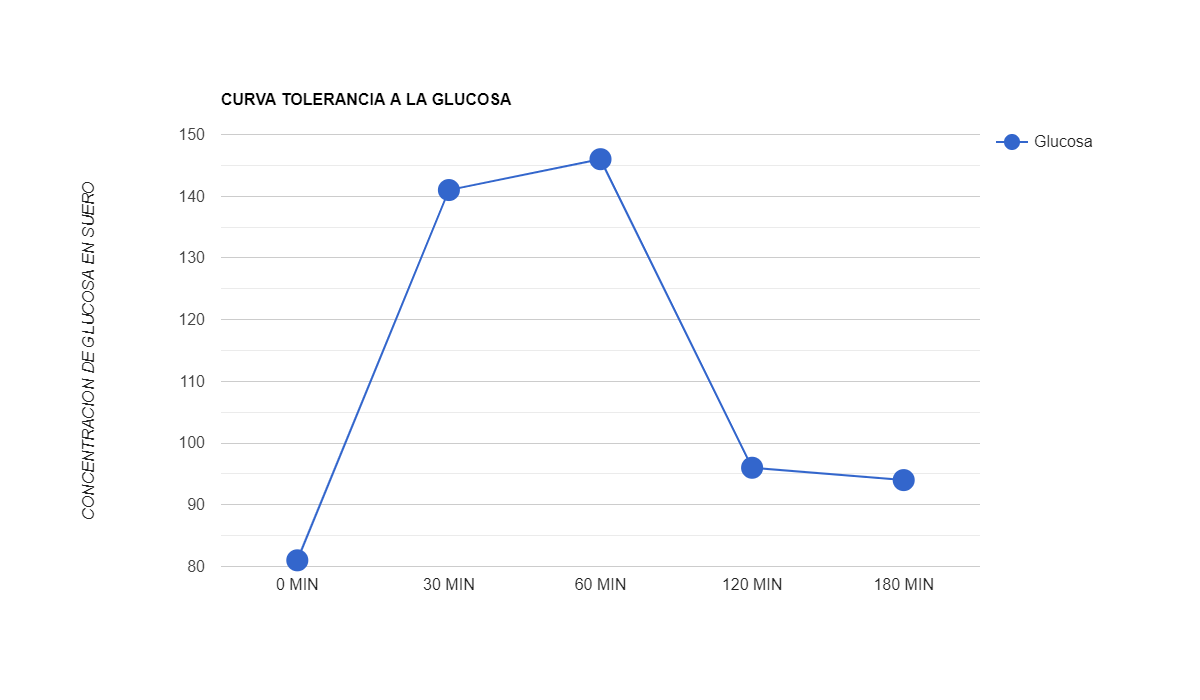 CURVA TOLERANCIA A LA GLUCOSA
150
140
130
120
110
100
90
80
CONCENTRACION DE GLUCOSA EN SUERO
0 MIN
30 MIN
60 MIN
120 MIN
180 MIN
Glucosa